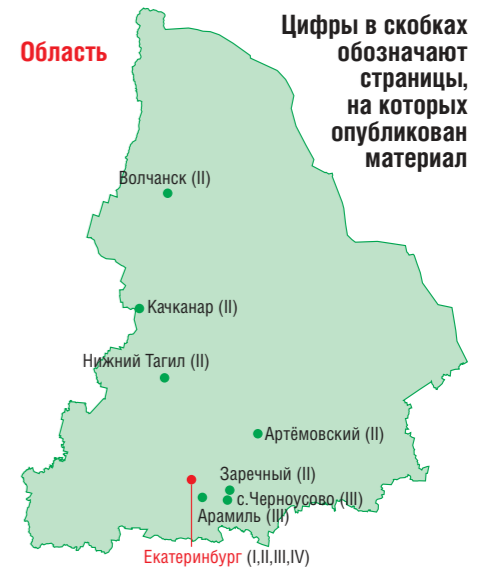 Область
Цифры в скобках
обозначают
страницы,
на которых
опубликован
материал
Волчанск (II)
Качканар (II)
Нижний Тагил (II)
Артёмовский (II)
Заречный (II)
с.Черноусово (III)
Арамиль (III)
Екатеринбург (I,II,III,IV)